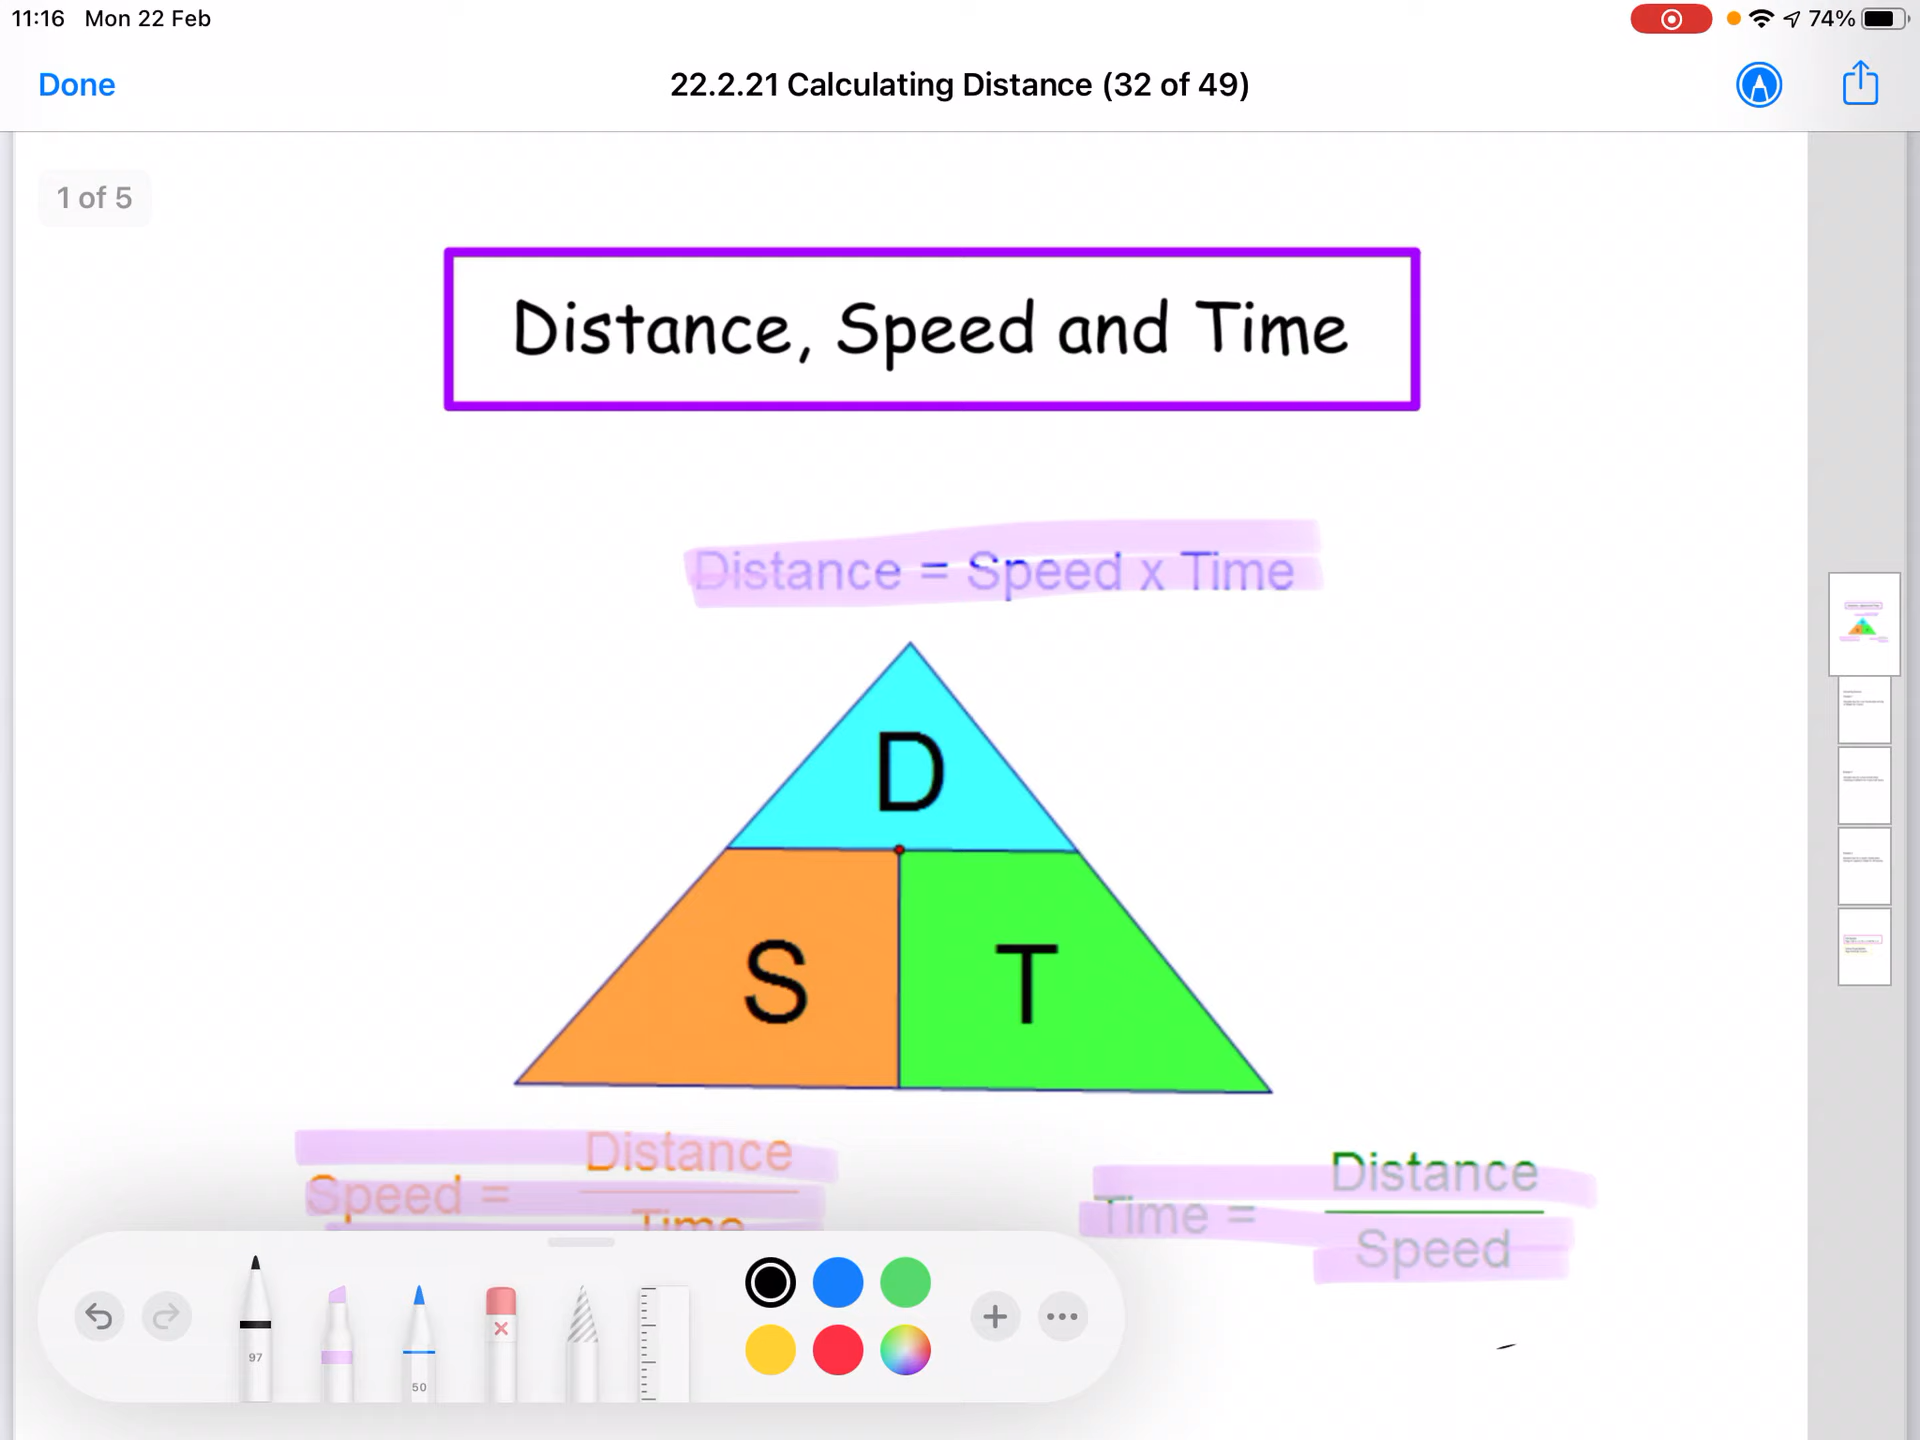 11:16 Mon 22 Feb
74%
Done
22.2.21 Calculating Distance (32 of 49)
1 of 5
Distance, Speed and Time
Distance = Speed x Time
D
S
T
Speed = Distance
Time
Time = Distance
Speed
97
50